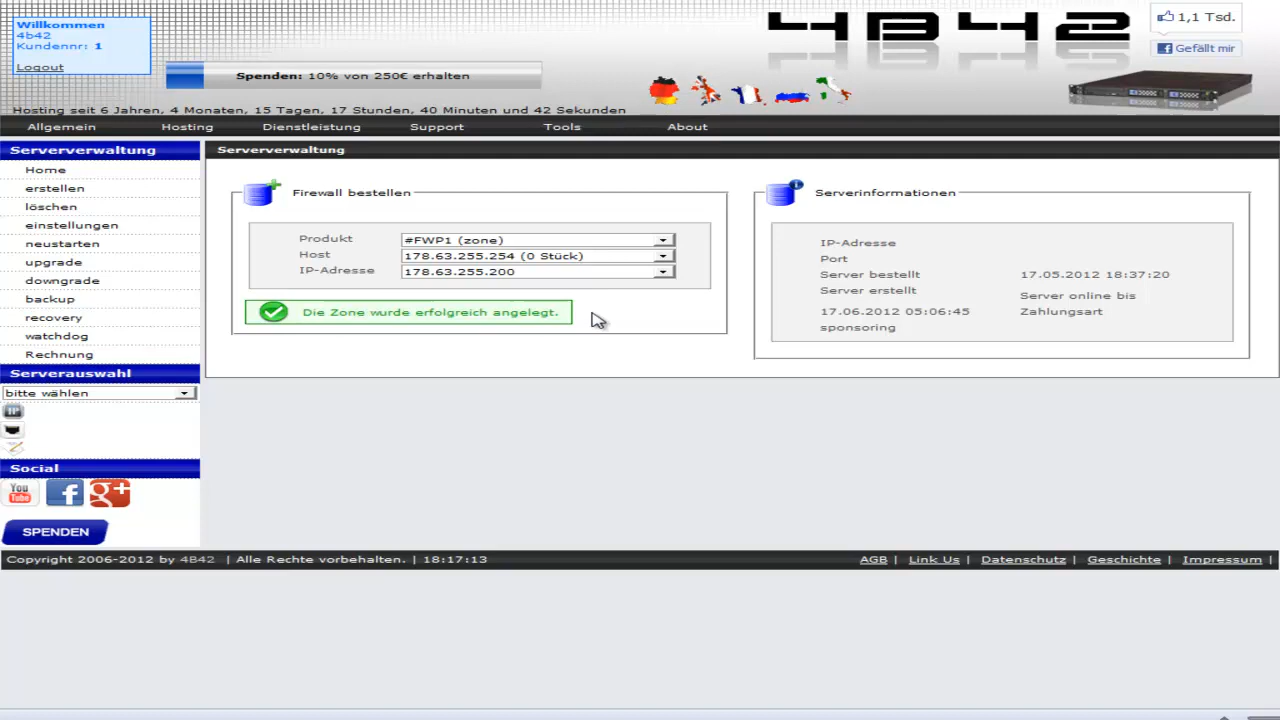 Willkommen
4b42
Kundennr: 1
Logout
Spenden: 10% von 250€ erhalten
4B42
1,1 Tsd.
Gefällt mir
Hosting seit 6 Jahren, 4 Monaten, 15 Tagen, 17 Stunden, 40 Minuten und 42 Sekunden
Allgemein Hosting Dienstleistung Support Tools About
Serververwaltung
Home
erstellen
löschen
einstellungen
neustarten
upgrade
downgrade
backup
recovery
watchdog
Rechnung
Serverauswahl
bitte wählen
IP
Social
You Tube
f
g+
SPENDEN
Serververwaltung
Firewall bestellen
Produkt #FWP1 (zone)
Host 178.63.255.254 (0 Stück)
IP-Adresse 178.63.255.200
Die Zone wurde erfolgreich angelegt.
Serverinformationen
IP-Adresse
Port
Server bestellt 17.05.2012 18:37:20
Server erstellt
Server online bis
17.06.2012 05:06:45
Zahlungsart
sponsoring
Copyright 2006-2012 by 4B42 | Alle Rechte vorbehalten. | 18:17:13
AGB | Link Us | Datenschutz | Geschichte | Impressum |